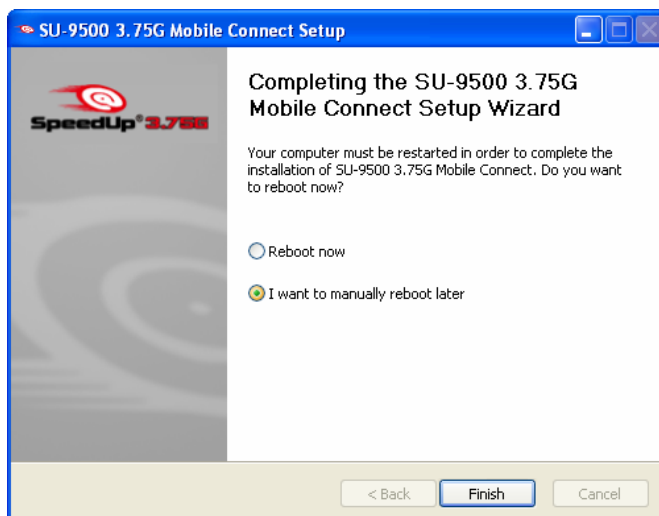 SU-9500 3.75G Mobile Connect Setup
SpeedUp® 3.75G
Completing the SU-9500 3.75G
Mobile Connect Setup Wizard
Your computer must be restarted in order to complete the
installation of SU-9500 3.75G Mobile Connect. Do you want
to reboot now?
Reboot now
I want to manually reboot later
< Back
Finish
Cancel